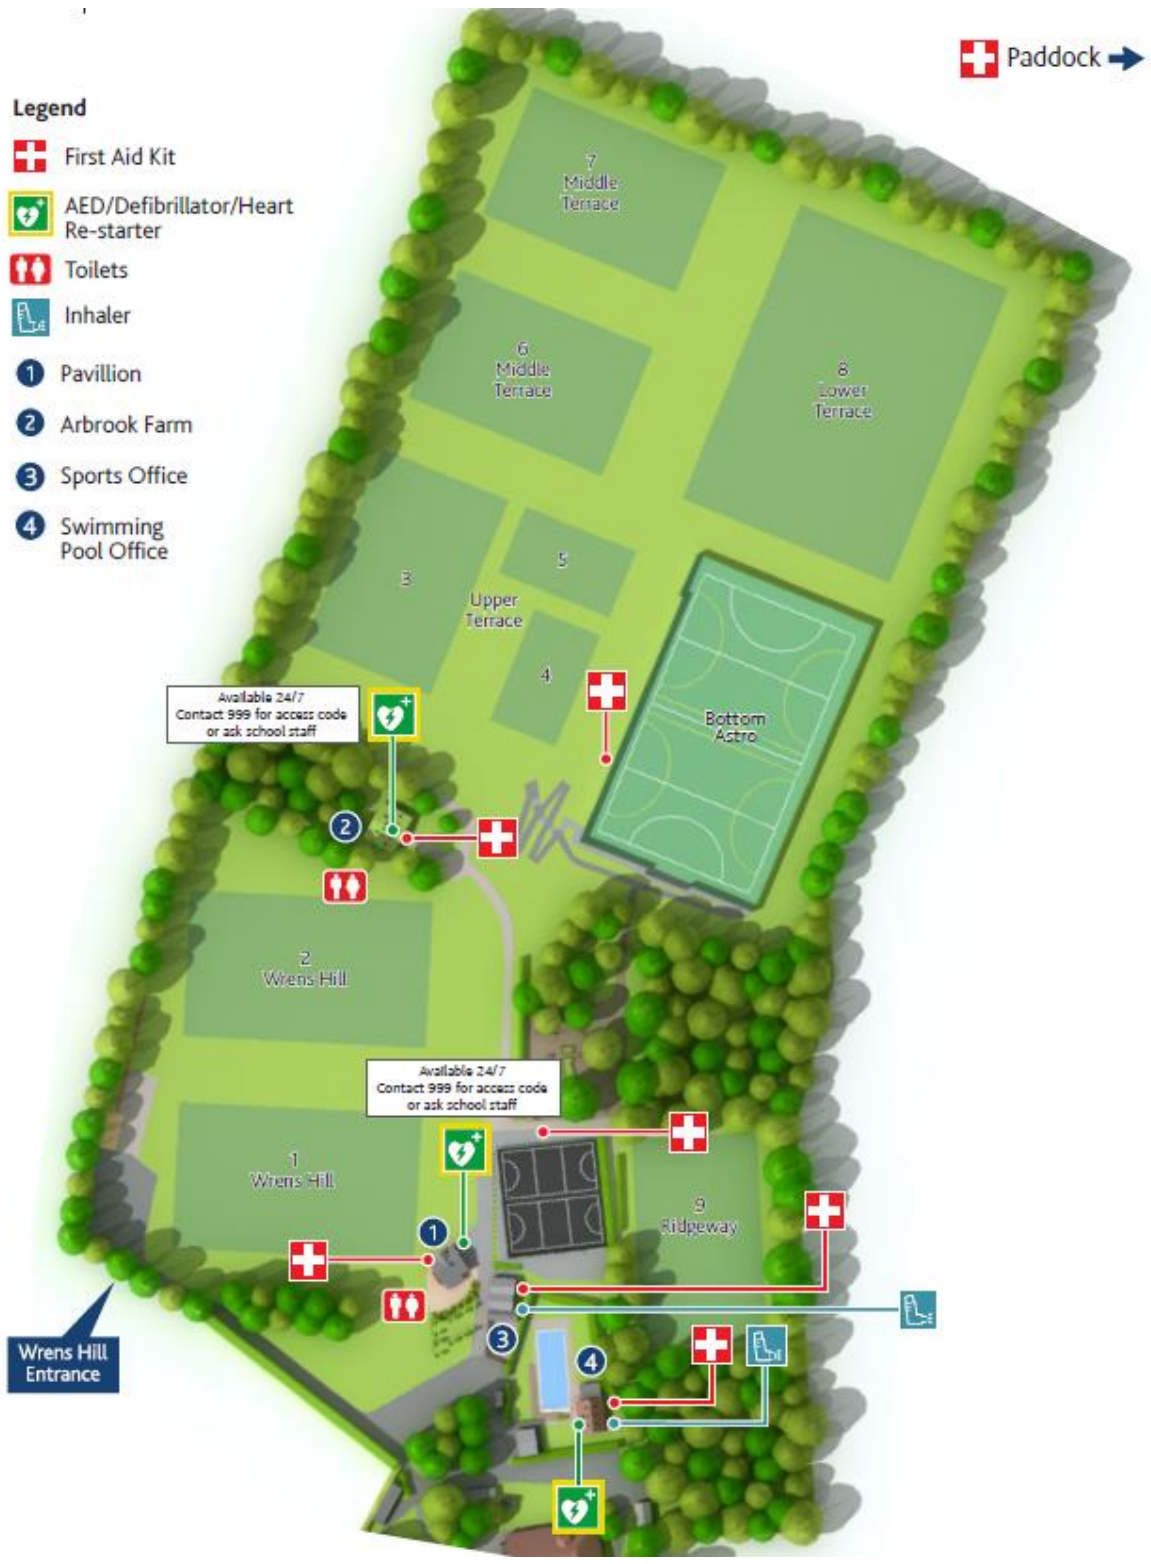 Paddock
Legend
First Aid Kit
AED/Defibrillator/Heart
Re-starter
Toilets
Inhaler
1 Pavillion
2 Arbrook Farm
3 Sports Office
4 Swimming
Pool Office
7
Middle
Terrace
6
Middle
Terrace
8
Lower
Terrace
3
5
Upper
Terrace
4
Available 24/7
Contact 999 for access code
or ask school staff
Bottom
Astro
2
2
Wrens Hill
Available 24/7
Contact 999 for access code
or ask school staff
1
Wrens Hill
9
Ridgeway
1
3
4
Wrens Hill
Entrance